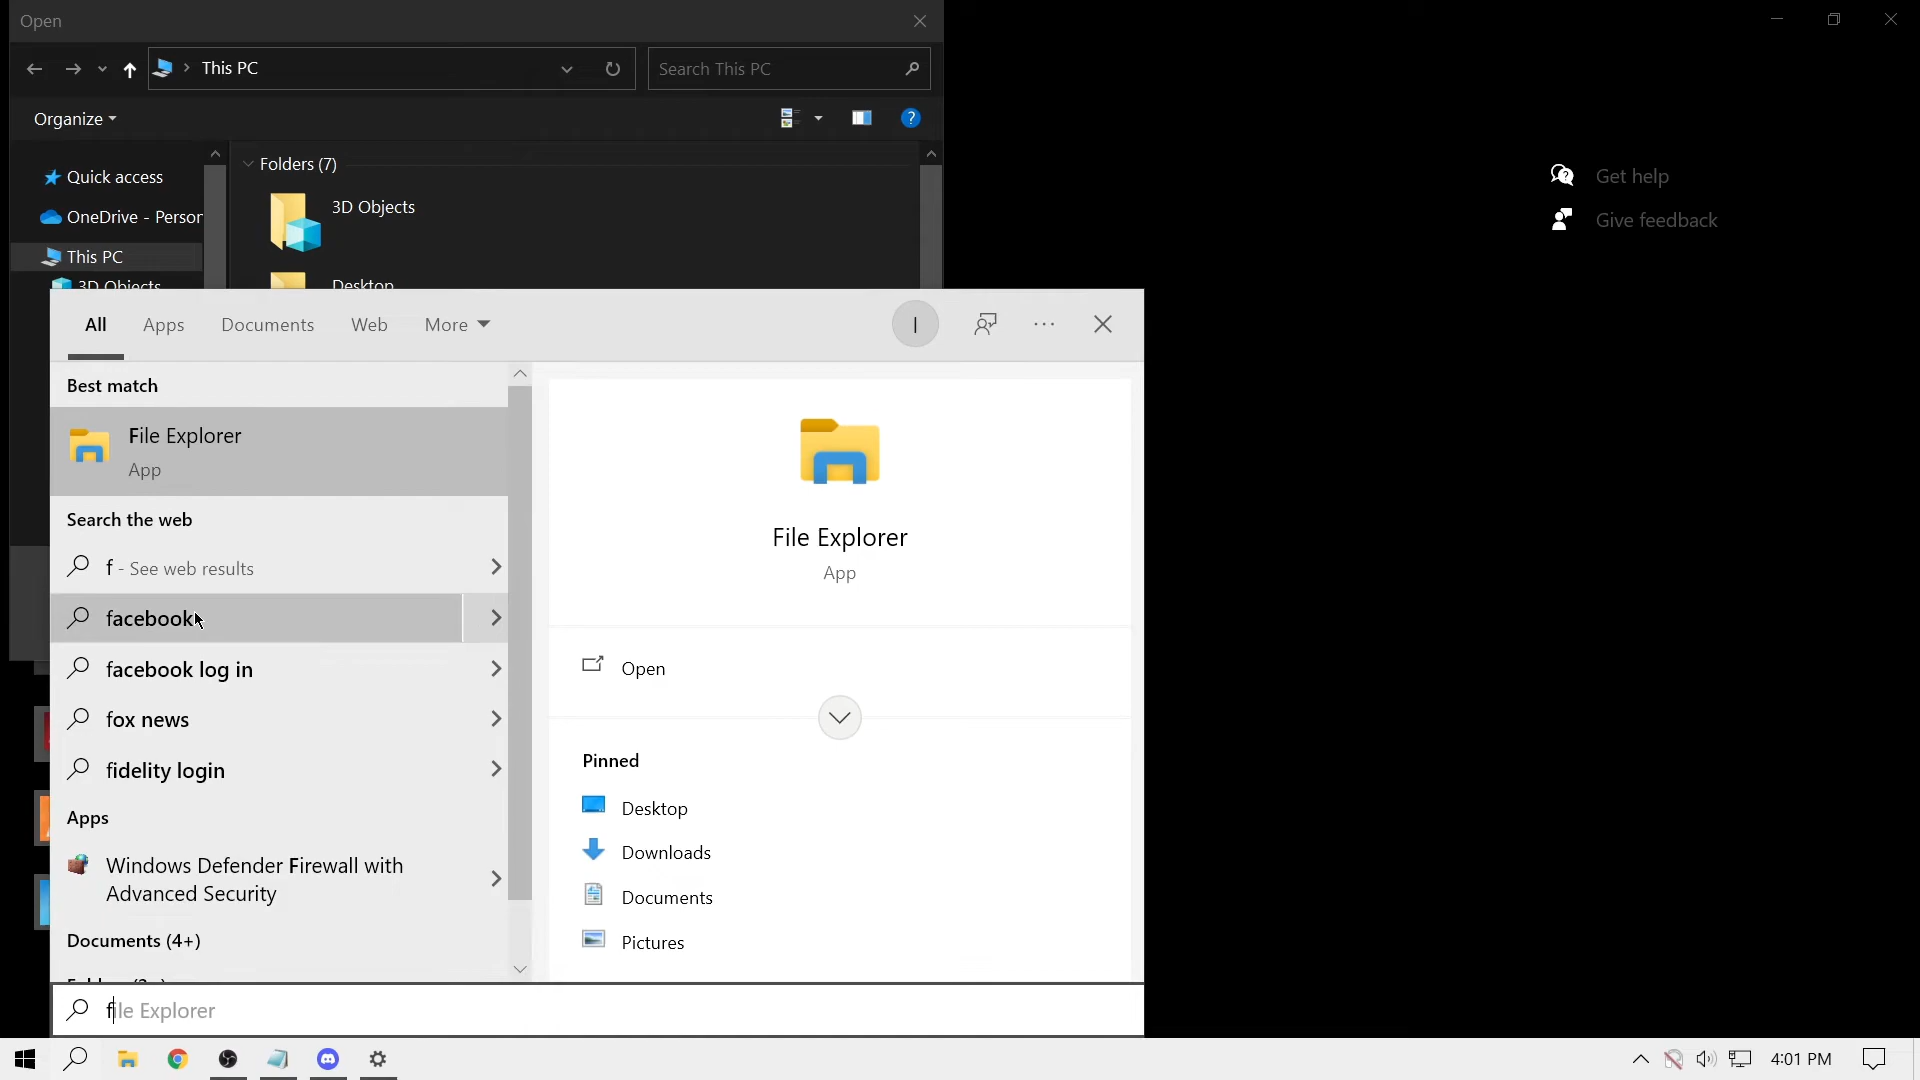 Open
This PC
Search This PC
Organize
Quick access
OneDrive - Person
This PC
3D Objects
Folders (7)
3D Objects
Desktop
Get help
Give feedback
All
Apps
Documents
Web
More
I
Best match
File Explorer
App
Search the web
f - See web results
facebook
facebook log in
fox news
fidelity login
Apps
Windows Defender Firewall with
Advanced Security
Documents (4+)
File Explorer
App
Open
Pinned
Desktop
Downloads
Documents
Pictures
file Explorer
4:01 PM